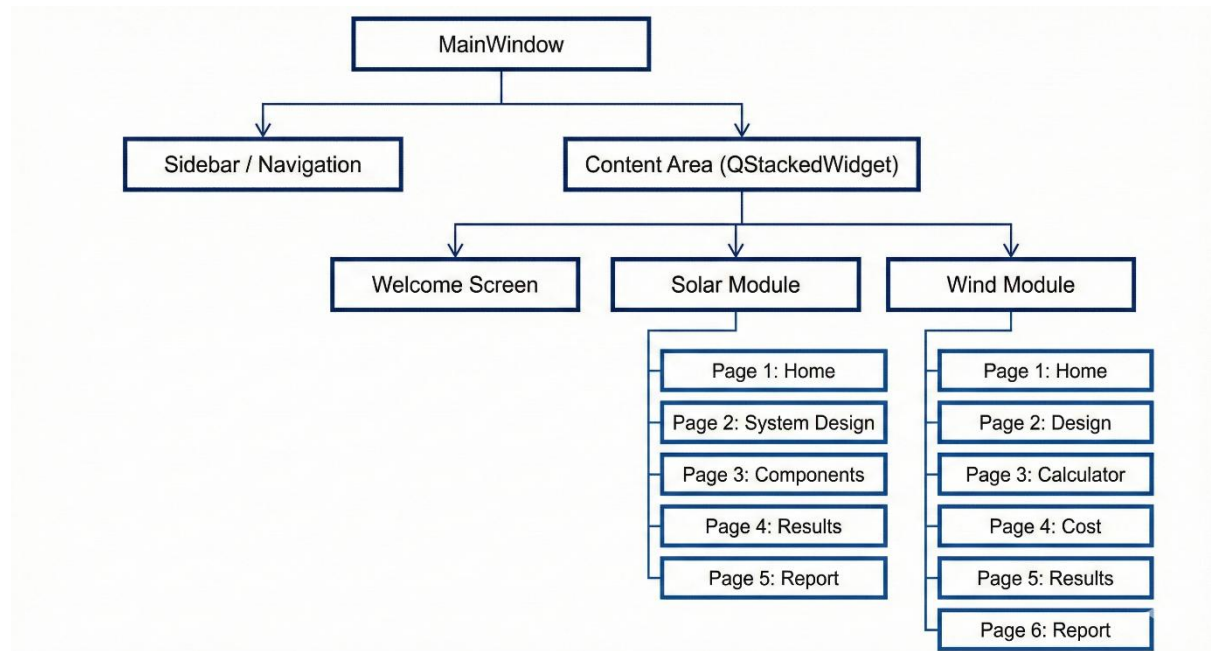 MainWindow
Sidebar / Navigation
Content Area (QStackedWidget)
Welcome Screen
Solar Module
Wind Module
Page 1: Home
Page 2: System Design
Page 3: Components
Page 4: Results
Page 5: Report
Page 1: Home
Page 2: Design
Page 3: Calculator
Page 4: Cost
Page 5: Results
Page 6: Report